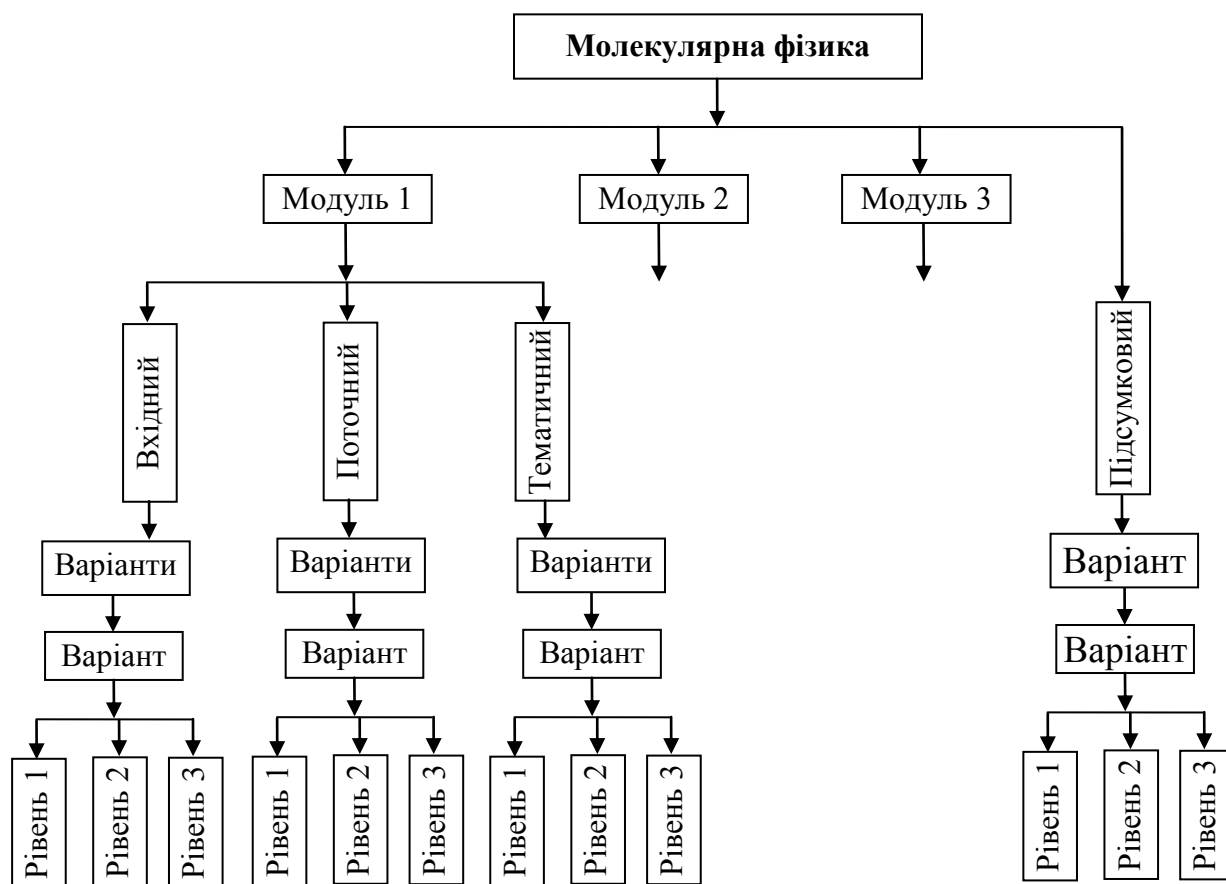 Молекулярна фізика
Модуль 1
Модуль 2
Модуль 3
Вхідний
Поточний
Тематичний
Підсумковий
Варіанти
Варіанти
Варіанти
Варіант
Варіант
Варіант
Варіант
Варіант
Рівень 1
Рівень 2
Рівень 3
Рівень 1
Рівень 2
Рівень 3
Рівень 1
Рівень 2
Рівень 3
Рівень 1
Рівень 2
Рівень 3